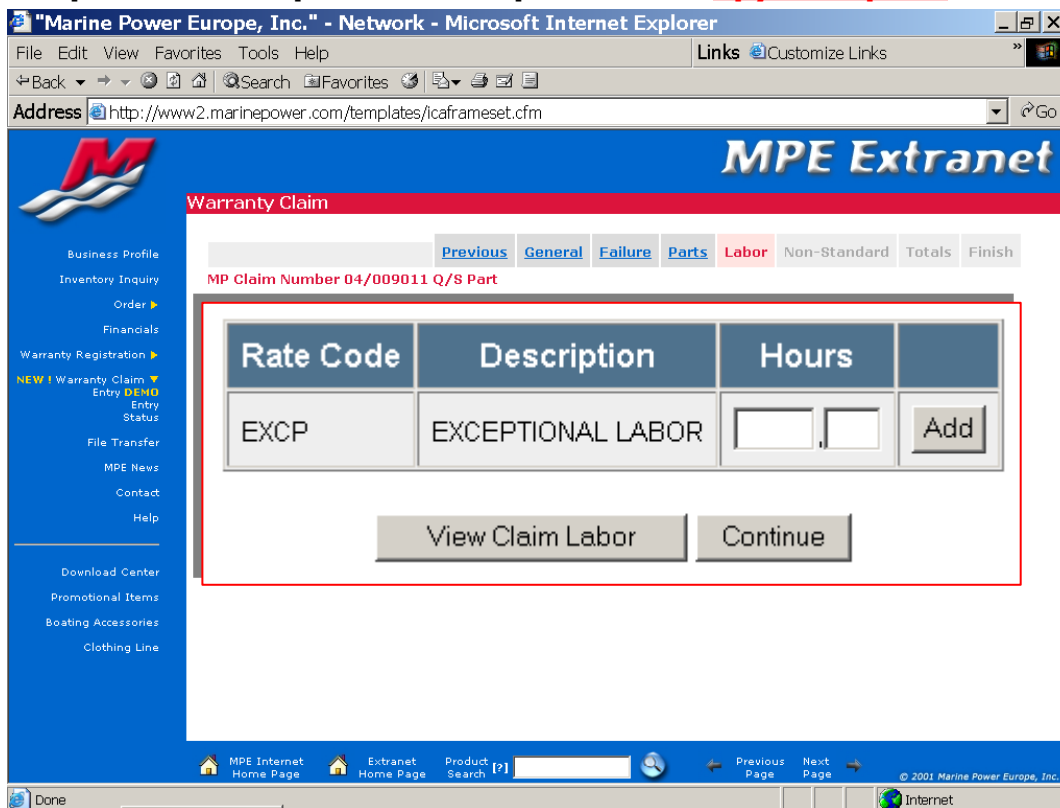 "Marine Power Europe, Inc." - Network - Microsoft Internet Explorer
File Edit View Favorites Tools Help Links Customize Links »
Back Search Favorites
Address http://www2.marinepower.com/templates/icaframeset.cfm Go
MPE Extranet
Warranty Claim
Previous General Failure Parts Labor Non-Standard Totals Finish
MP Claim Number 04/009011 Q/S Part
Business Profile
Inventory Inquiry
Order
Financials
Warranty Registration
NEW ! Warranty Claim
Entry DEMO
Entry
Status
File Transfer
MPE News
Contact
Help
Download Center
Promotional Items
Boating Accessories
Clothing Line
Rate Code Description Hours
EXCP EXCEPTIONAL LABOR , Add
View Claim Labor Continue
MPE Internet Home Page Extranet Home Page Product Search [?] Previous Page Next Page © 2001 Marine Power Europe, Inc.
Done Internet